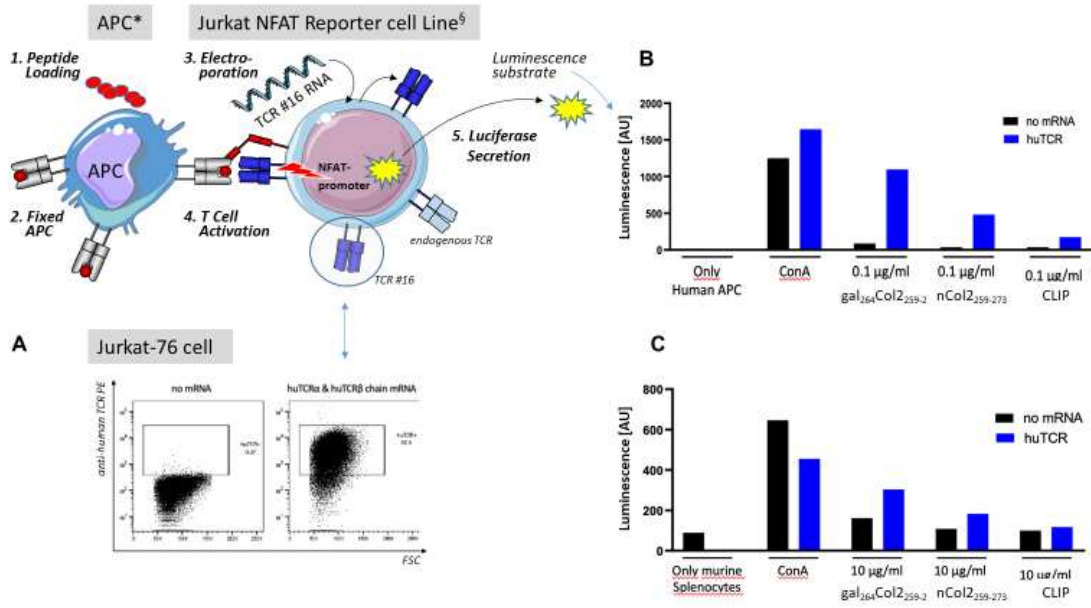 APC*
Jurkat NFAT Reporter cell Line§
1. Peptide
Loading
3. Electro-
poration
TCR #16 RNA
Luminescence
substrate
APC
NFAT-
promoter
5. Luciferase
Secretion
2. Fixed
APC
4. T Cell
Activation
endogenous TCR
TCR #16
A
Jurkat-76 cell
anti-human TCR PE
no mRNA
huTCRα & huTCRβ chain mRNA
FSC
B
Luminescence [AU]
2000
1500
1000
500
0
no mRNA
huTCR
Only
Human APC
ConA
0.1 µg/ml
gal264Col2259-2
0.1 µg/ml
nCol2259-273
0.1 µg/ml
CLIP
C
Luminescence [AU]
800
600
400
200
0
no mRNA
huTCR
Only murine
Splenocytes
ConA
10 µg/ml
gal264Col2259-2
10 µg/ml
nCol2259-273
10 µg/ml
CLIP